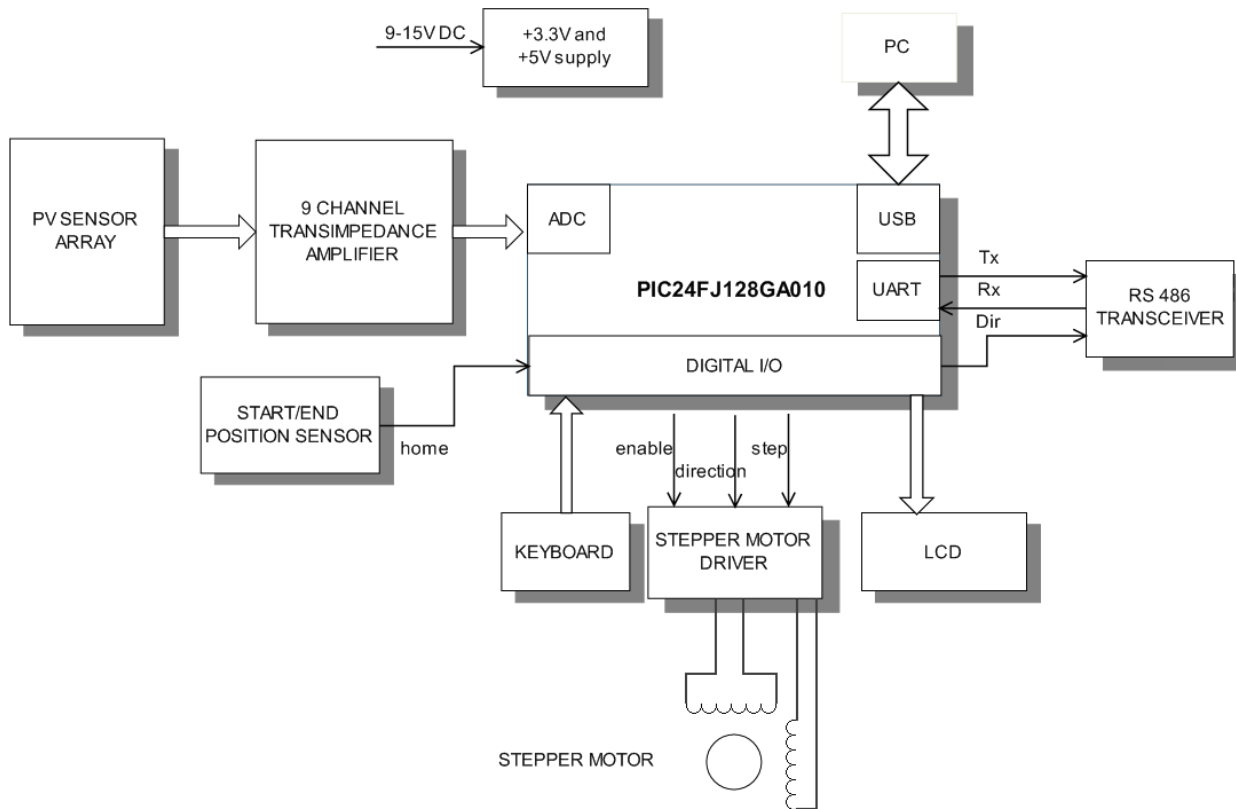 9-15V DC
+3.3V and
+5V supply
PC
PV SENSOR
ARRAY
9 CHANNEL
TRANSIMPEDANCE
AMPLIFIER
ADC
USB
PIC24FJ128GA010
UART
Tx
Rx
Dir
RS 486
TRANSCEIVER
DIGITAL I/O
START/END
POSITION SENSOR
home
enable
direction
step
KEYBOARD
STEPPER MOTOR
DRIVER
LCD
STEPPER MOTOR